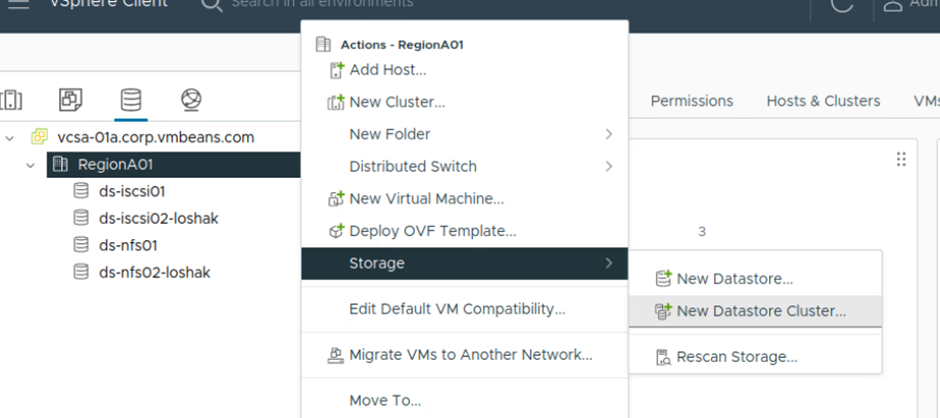 vSphere Client
Search in all environments
Actions - RegionA01
Add Host...
New Cluster...
New Folder
Distributed Switch
New Virtual Machine...
Deploy OVF Template...
Storage
Edit Default VM Compatibility...
Migrate VMs to Another Network...
Move To...
New Datastore...
New Datastore Cluster...
Rescan Storage...
vcsa-01a.corp.vmbeans.com
RegionA01
ds-iscsi01
ds-iscsi02-loshak
ds-nfs01
ds-nfs02-loshak
Permissions
Hosts & Clusters
VMs
3